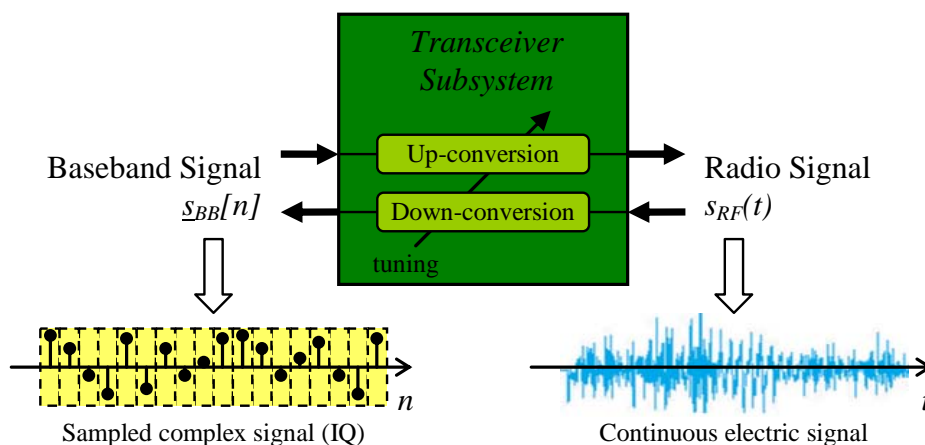 Transceiver
Subsystem
Up-conversion
Baseband Signal
Radio Signal
s_BB[n]
Down-conversion
s_RF(t)
tuning
n
t
Sampled complex signal (IQ)
Continuous electric signal